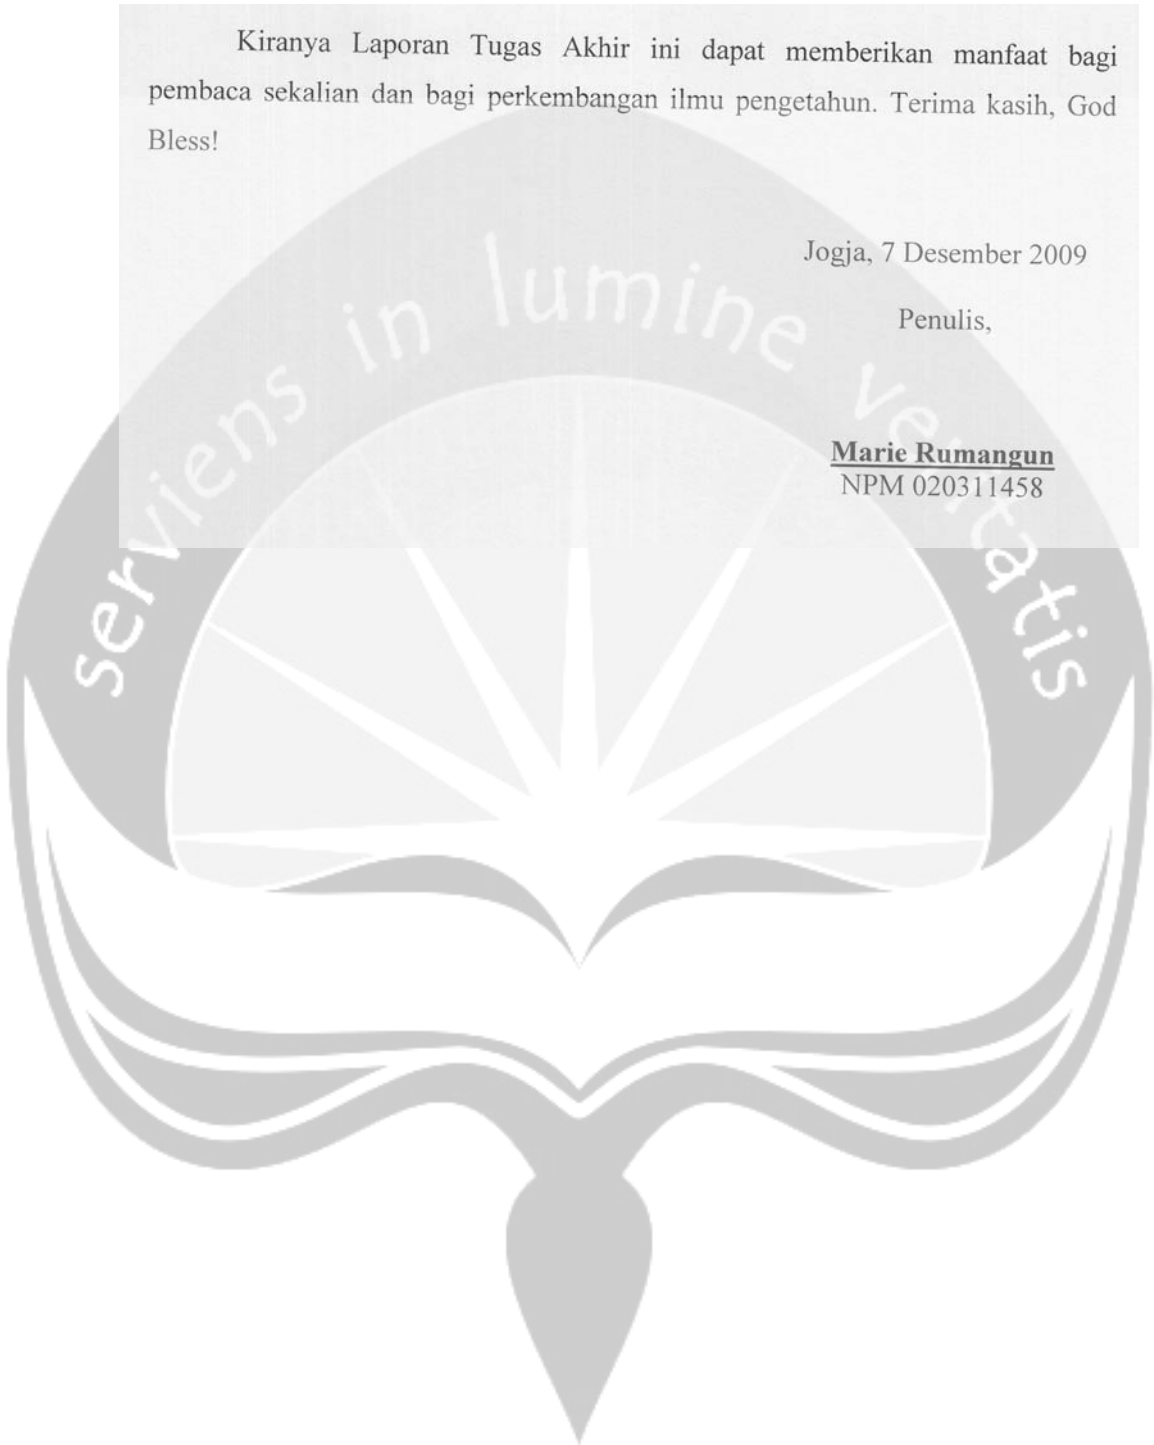 Kiranya Laporan Tugas Akhir ini dapat memberikan manfaat bagi
pembaca sekalian dan bagi perkembangan ilmu pengetahun. Terima kasih, God
Bless!
Jogja, 7 Desember 2009
Penulis,
Marie Rumangun
NPM 020311458
serviens in lumine veritatis